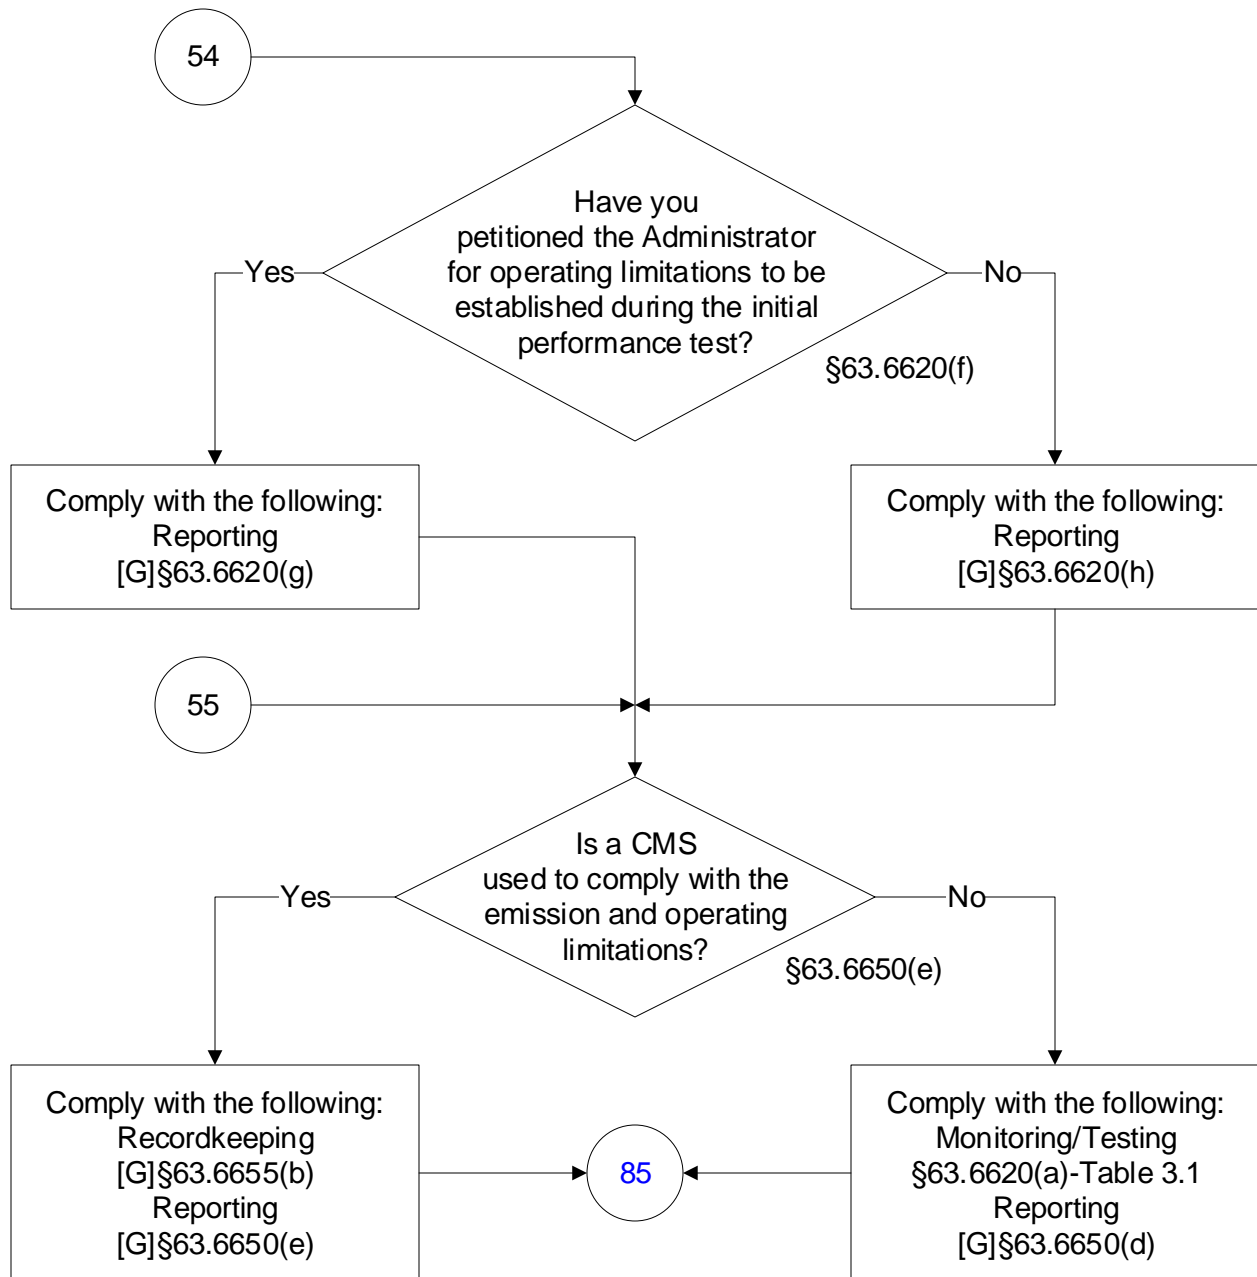 54
Have you
petitioned the Administrator
for operating limitations to be
established during the initial
performance test?
Yes
No
§63.6620(f)
Comply with the following:
Reporting
[G]§63.6620(g)
Comply with the following:
Reporting
[G]§63.6620(h)
55
Is a CMS
used to comply with the
emission and operating
limitations?
Yes
No
§63.6650(e)
Comply with the following:
Recordkeeping
[G]§63.6655(b)
Reporting
[G]§63.6650(e)
85
Comply with the following:
Monitoring/Testing
§63.6620(a)-Table 3.1
Reporting
[G]§63.6650(d)